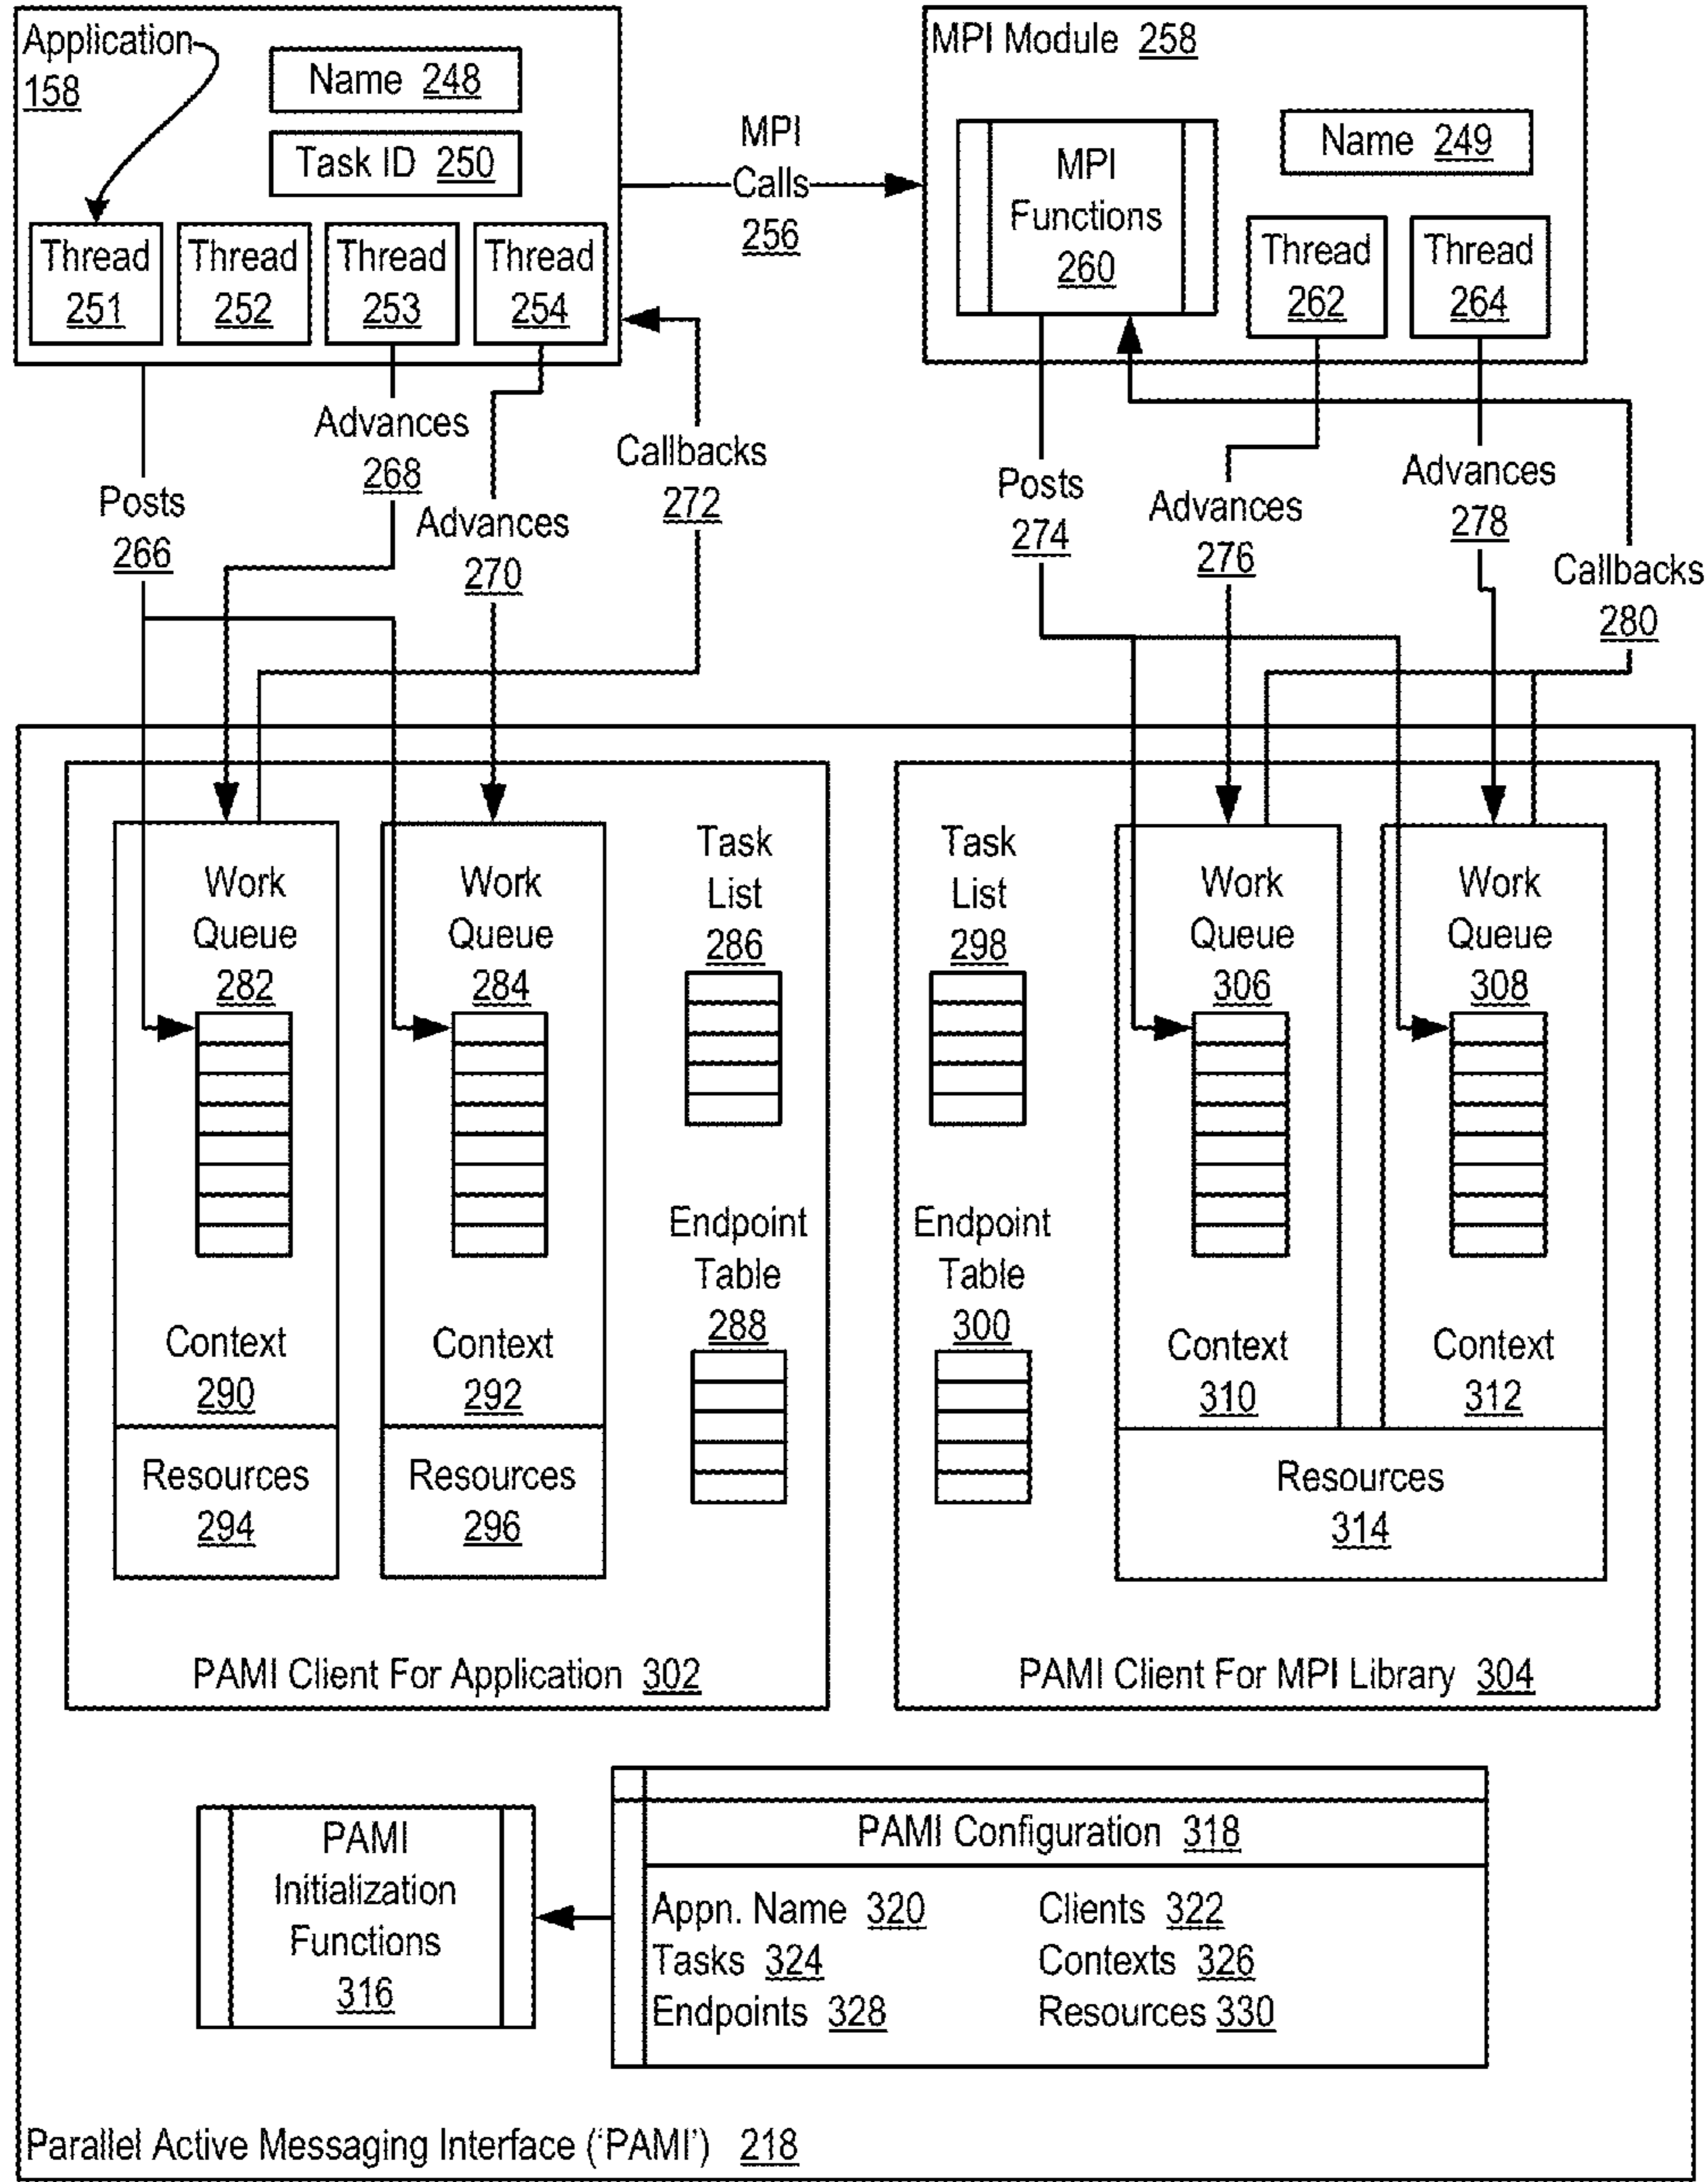 Application
158
Name 248
Task ID 250
Thread
251
Thread
252
Thread
253
Thread
254
MPI
Calls
256
MPI Module 258
MPI
Functions
260
Name 249
Thread
262
Thread
264
Posts
266
Advances
268
Advances
270
Callbacks
272
Posts
274
Advances
276
Advances
278
Callbacks
280
Work
Queue
282
Context
290
Resources
294
Work
Queue
284
Context
292
Resources
296
Task
List
286
Endpoint
Table
288
PAMI Client For Application 302
Task
List
298
Endpoint
Table
300
Work
Queue
306
Context
310
Work
Queue
308
Context
312
Resources
314
PAMI Client For MPI Library 304
PAMI
Initialization
Functions
316
PAMI Configuration 318
Appn. Name 320 Clients 322
Tasks 324 Contexts 326
Endpoints 328 Resources 330
Parallel Active Messaging Interface (‘PAMI’) 218